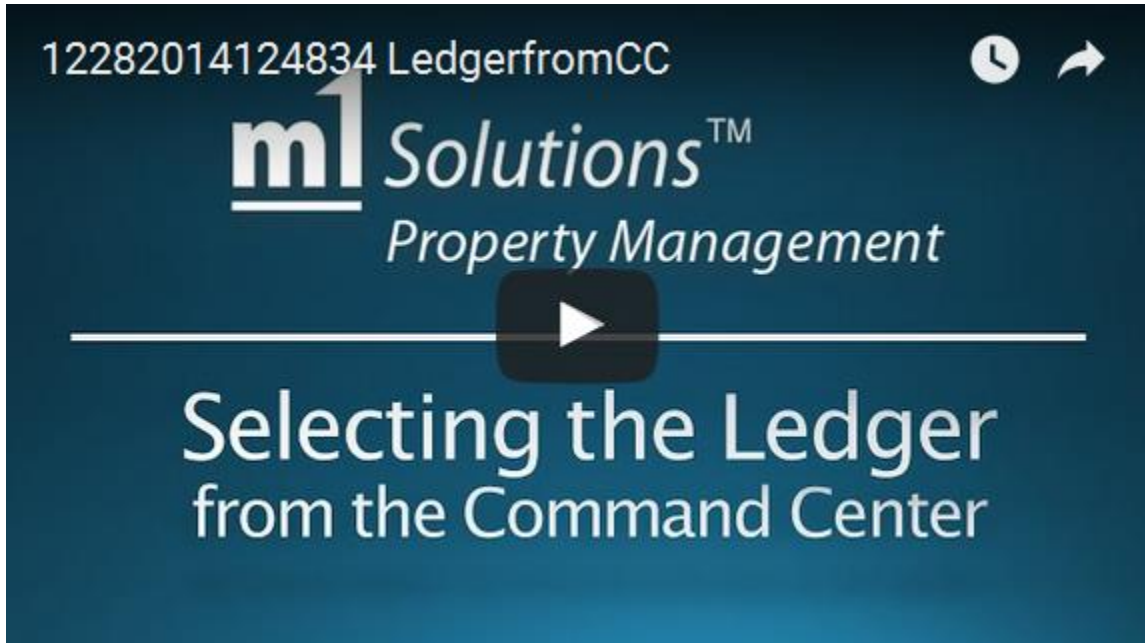 12282014124834 LedgerfromCC
m1 Solutions™
Property Management
Selecting the Ledger
from the Command Center